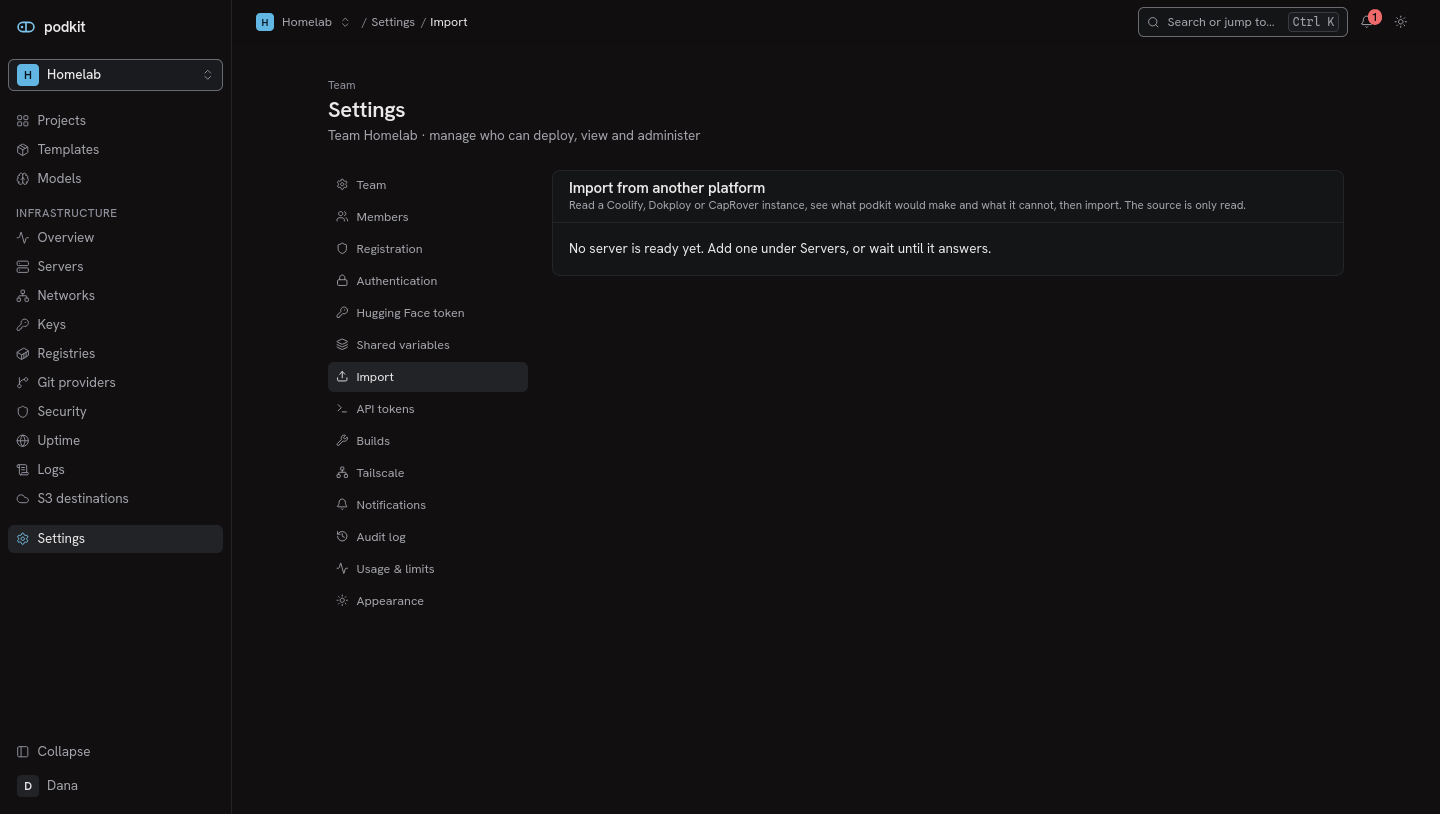 podkit
H Homelab
Projects
Templates
Models
INFRASTRUCTURE
Overview
Servers
Networks
Keys
Registries
Git providers
Security
Uptime
Logs
S3 destinations
Settings
Collapse
D Dana
H Homelab / Settings / Import
Search or jump to... Ctrl K
1
Team
Settings
Team Homelab · manage who can deploy, view and administer
Team
Members
Registration
Authentication
Hugging Face token
Shared variables
Import
API tokens
Builds
Tailscale
Notifications
Audit log
Usage & limits
Appearance
Import from another platform
Read a Coolify, Dokploy or CapRover instance, see what podkit would make and what it cannot, then import. The source is only read.
No server is ready yet. Add one under Servers, or wait until it answers.